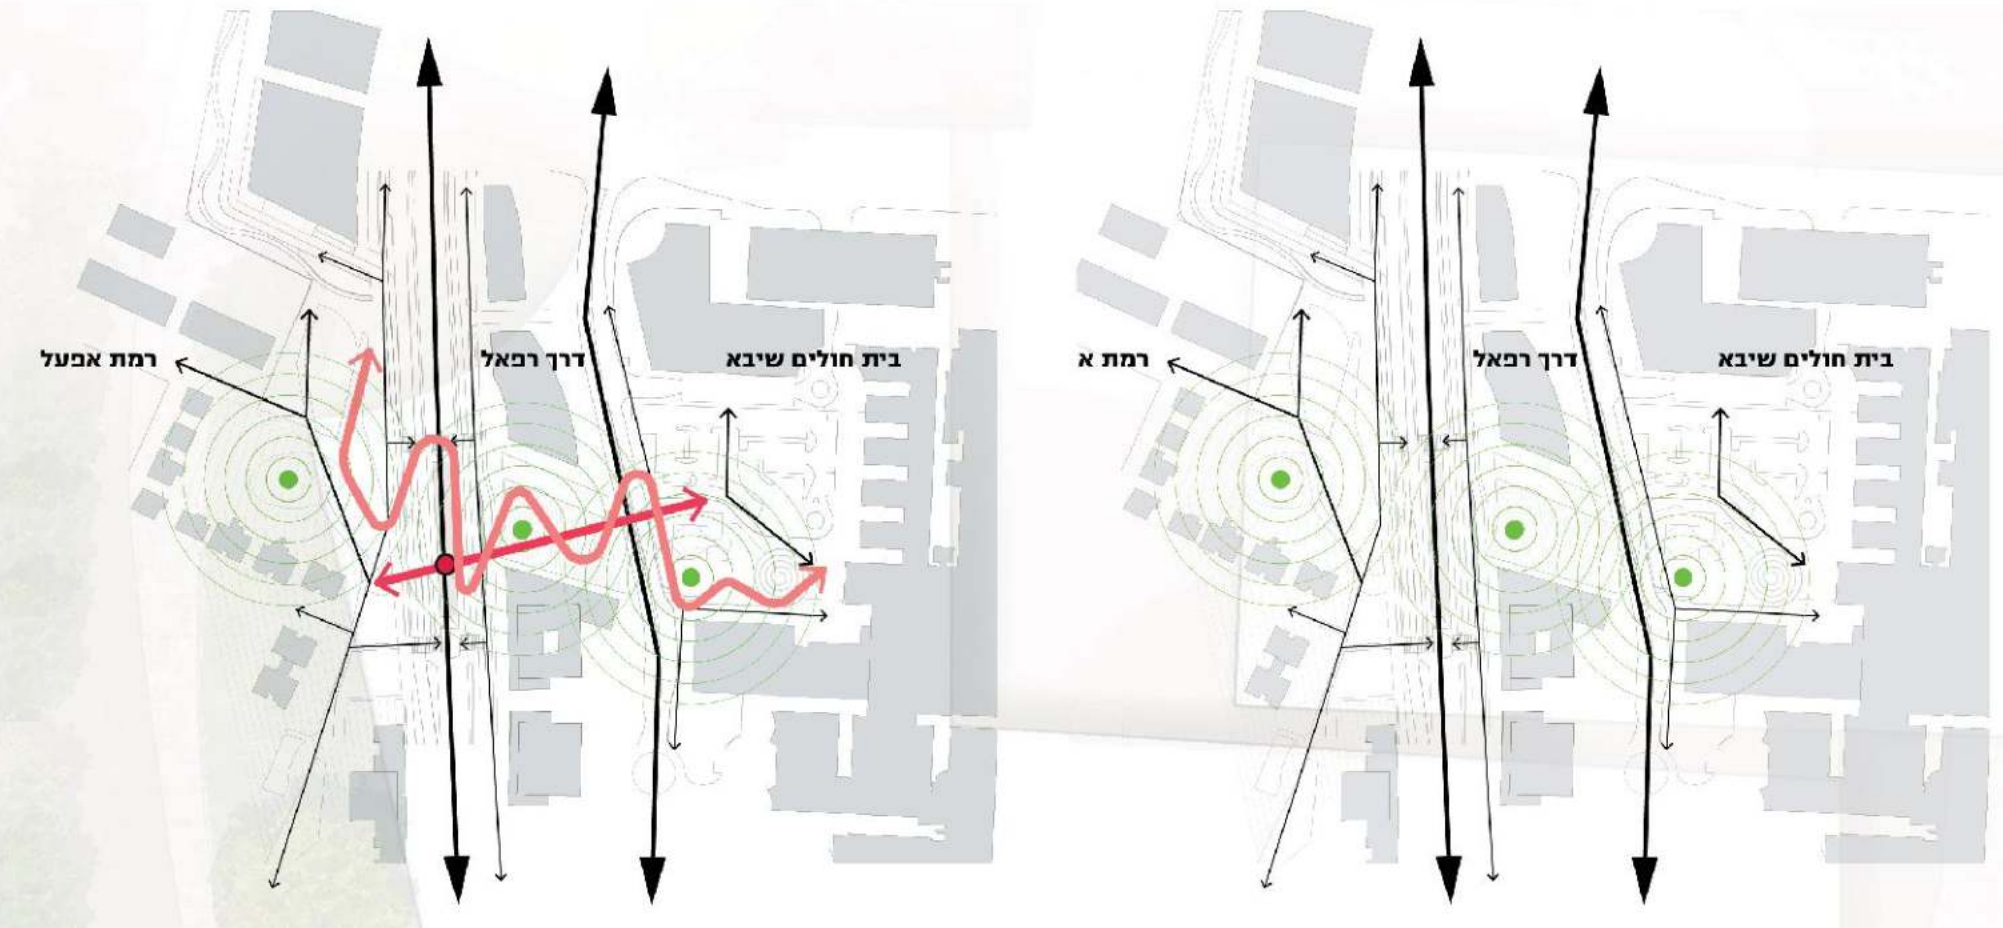 רמת אפעל
דרך רפאל
בית חולים שיבא
רמת א
דרך רפאל
בית חולים שיבא